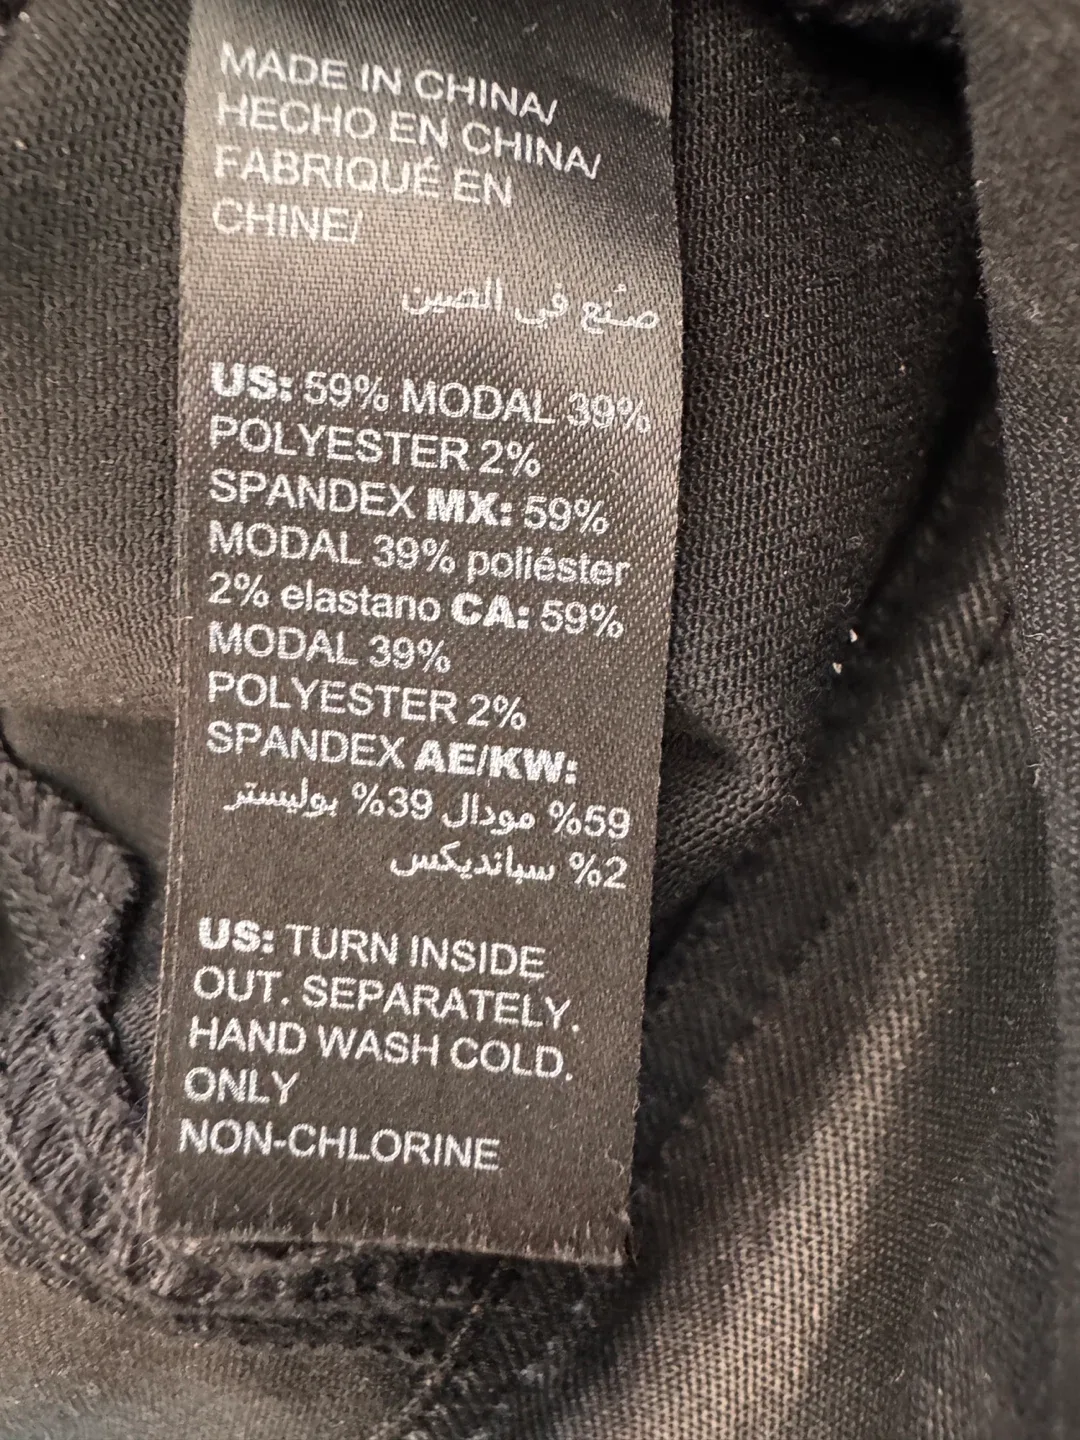 MADE IN CHINA/
HECHO EN CHINA/
FABRIQUÉ EN
CHINE/
صُنع في الصين
US: 59% MODAL 39%
POLYESTER 2%
SPANDEX MX: 59%
MODAL 39% poliéster
2% elastano CA: 59%
MODAL 39%
POLYESTER 2%
SPANDEX AE/KW:
59% مودال 39% بوليستر
2% سبانديكس
US: TURN INSIDE
OUT. SEPARATELY.
HAND WASH COLD.
ONLY
NON-CHLORINE